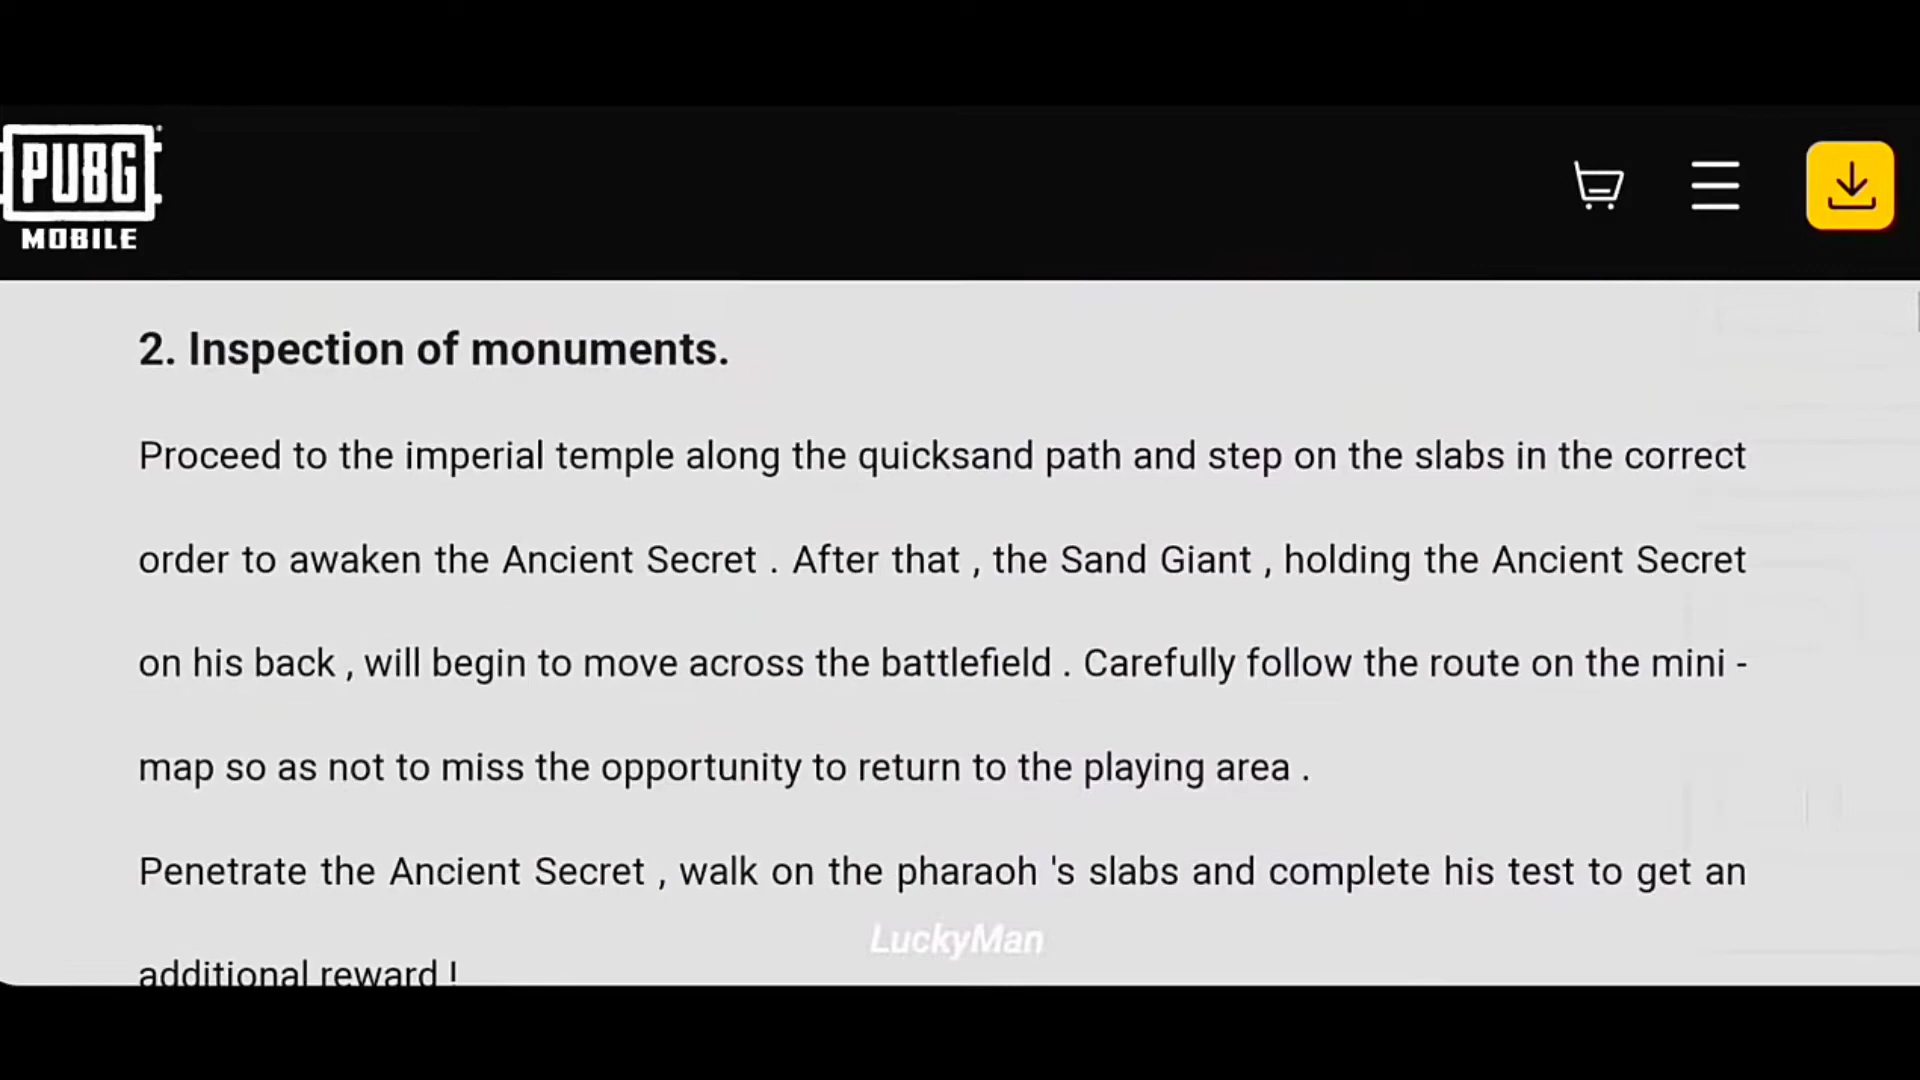 PUBG
MOBILE
2. Inspection of monuments.
Proceed to the imperial temple along the quicksand path and step on the slabs in the correct
order to awaken the Ancient Secret . After that , the Sand Giant , holding the Ancient Secret
on his back , will begin to move across the battlefield . Carefully follow the route on the mini -
map so as not to miss the opportunity to return to the playing area .
Penetrate the Ancient Secret , walk on the pharaoh 's slabs and complete his test to get an
LuckyMan
additional reward !